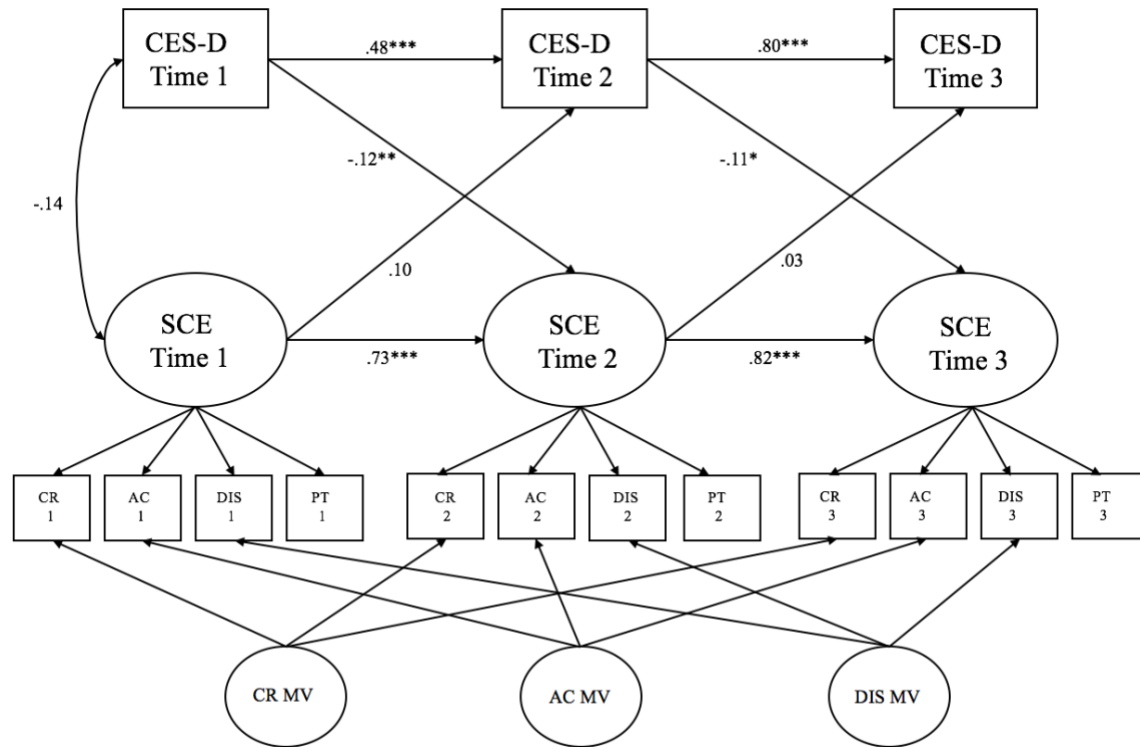 CES-D
Time 1
.48***
CES-D
Time 2
.80***
CES-D
Time 3
-.12**
-.11*
-.14
.10
.03
SCE
Time 1
.73***
SCE
Time 2
.82***
SCE
Time 3
CR
1
AC
1
DIS
1
PT
1
CR
2
AC
2
DIS
2
PT
2
CR
3
AC
3
DIS
3
PT
3
CR MV
AC MV
DIS MV